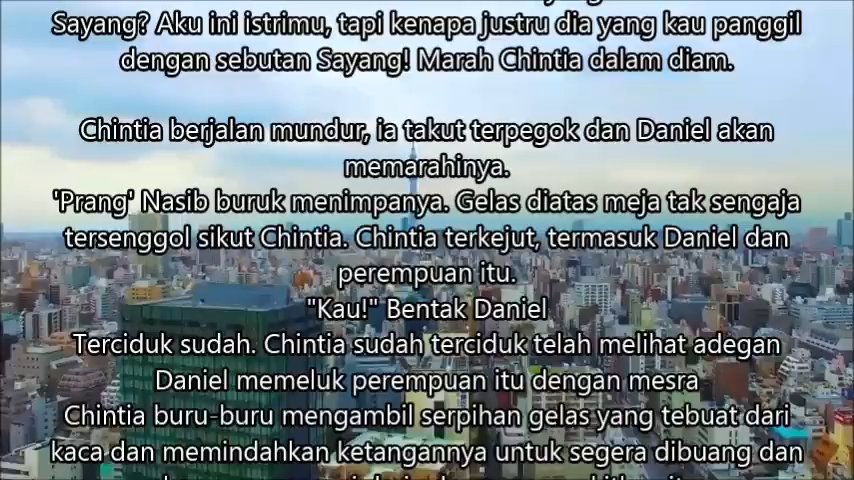 Sayang? Aku ini istrimu, tapi kenapa justru dia yang kau panggil
dengan sebutan Sayang! Marah Chintia dalam diam.
Chintia berjalan mundur, ia takut terpegok dan Daniel akan
memarahinya.
'Prang' Nasib buruk menimpanya. Gelas diatas meja tak sengaja
tersenggol sikut Chintia. Chintia terkejut, termasuk Daniel dan
perempuan itu.
"Kau!" Bentak Daniel
Terciduk sudah. Chintia sudah terciduk telah melihat adegan
Daniel memeluk perempuan itu dengan mesra
Chintia buru-buru mengambil serpihan gelas yang tebuat dari
kaca dan memindahkan ketangannya untuk segera dibuang dan